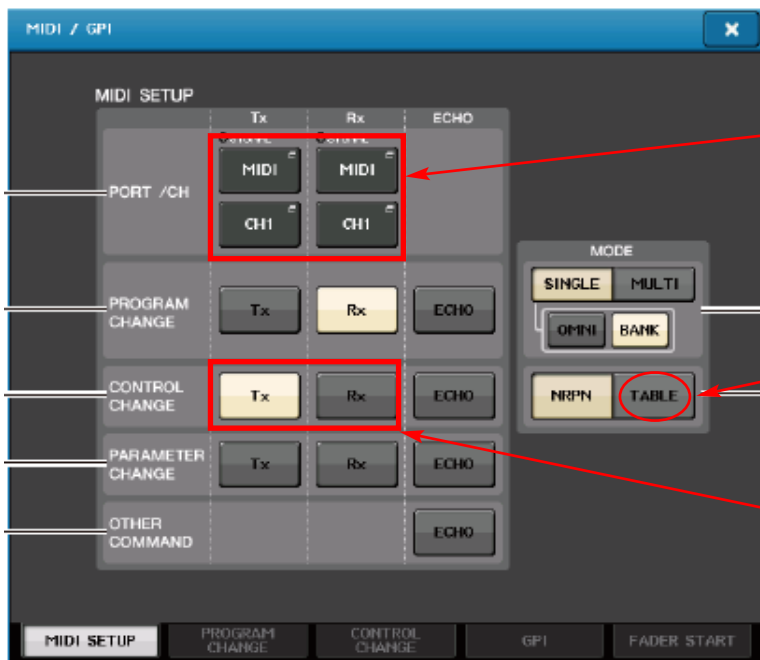 MIDI / GPI
MIDI SETUP
Tx Rx ECHO
MIDI MIDI
PORT /CH
CH1 CH1
MODE
SINGLE MULTI
PROGRAM
CHANGE
Tx Rx ECHO
OMNI BANK
CONTROL
CHANGE
Tx Rx ECHO
NRPN TABLE
PARAMETER
CHANGE
Tx Rx ECHO
OTHER
COMMAND
ECHO
MIDI SETUP
PROGRAM
CHANGE
CONTROL
CHANGE
GPI
FADER START